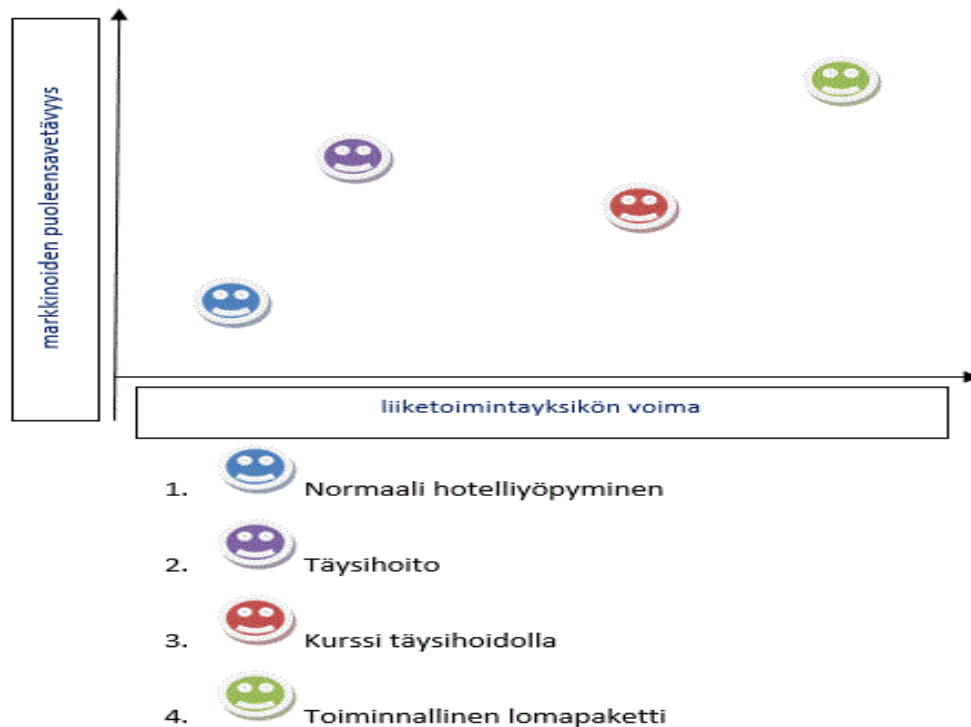 markkinoiden puoleensavetävyys
liiketoimintayksikön voima
1. Normaali hotelliyöpyminen
2. Täysihoito
3. Kurssi täysihoidolla
4. Toiminnallinen lomapaketti